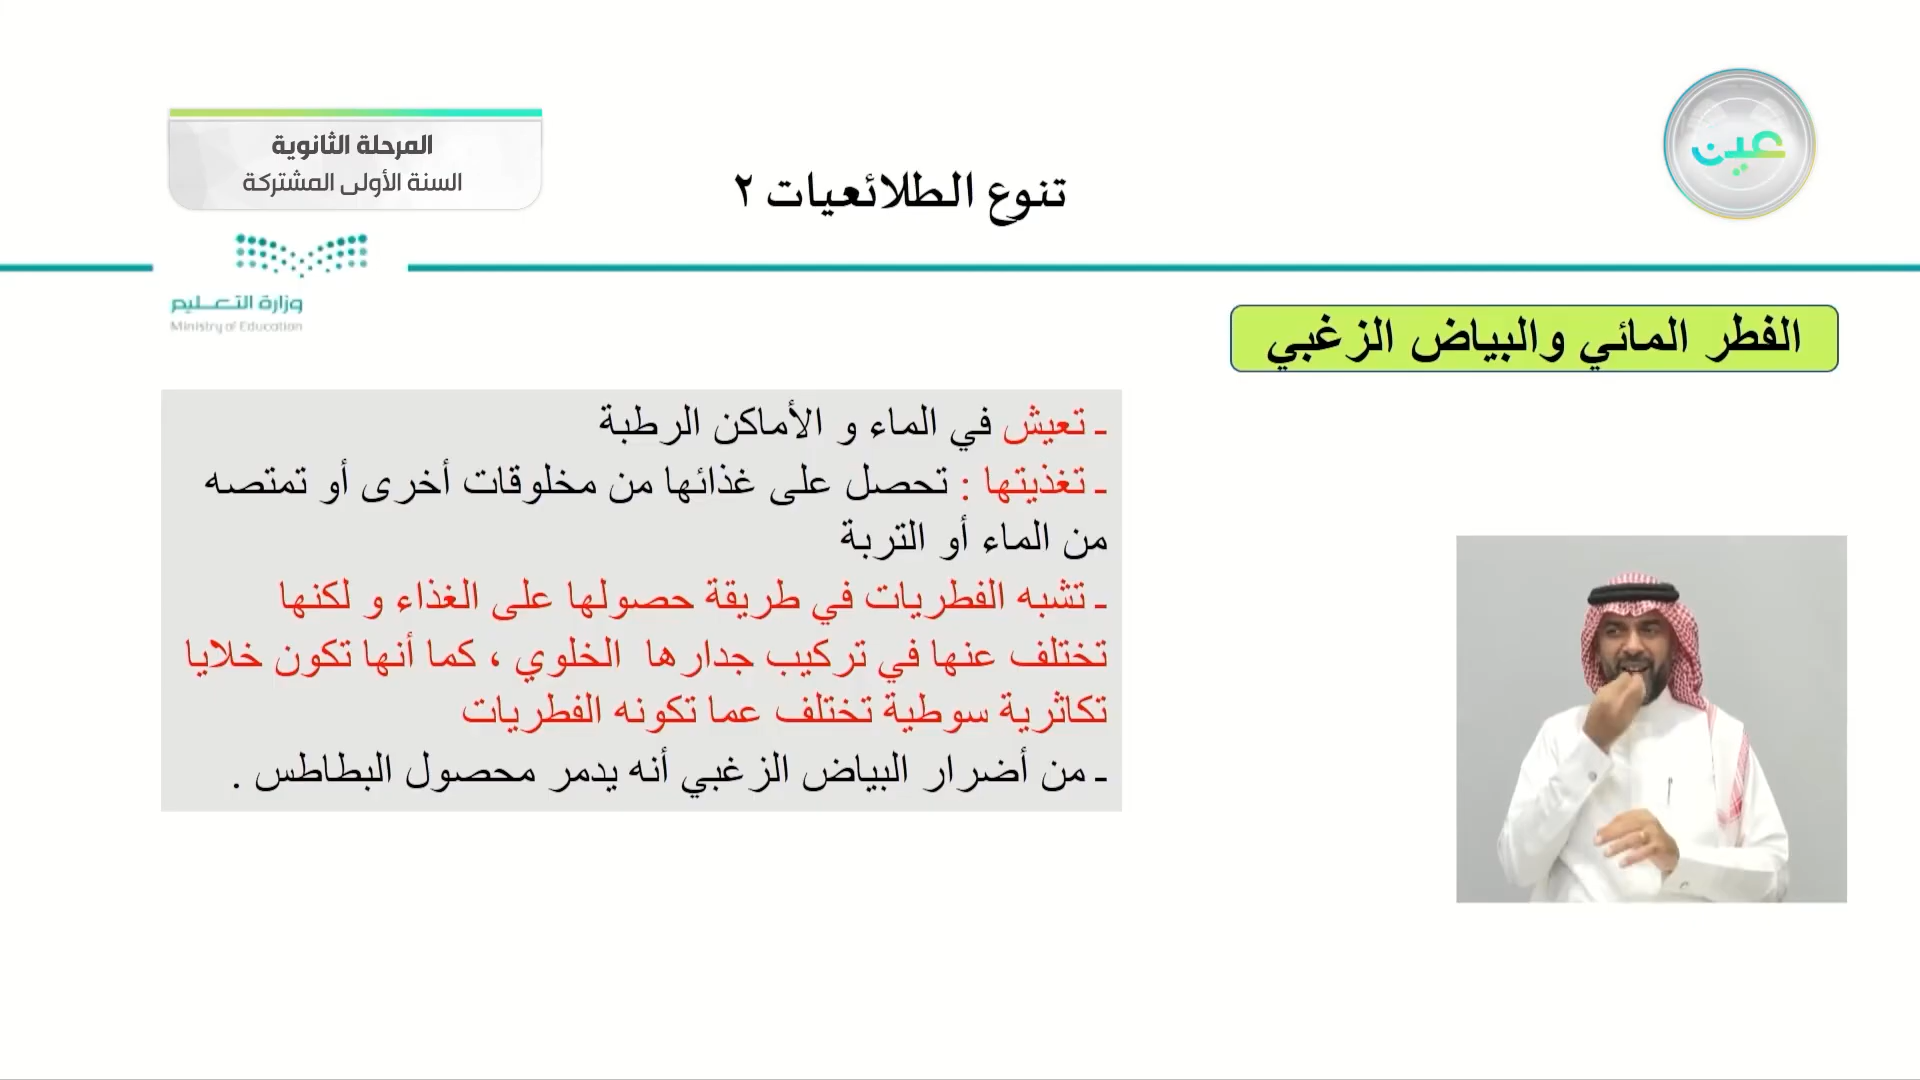 المرحلة الثانوية
السنة الأولى المشتركة
عين
تنوع الطلائعيات ٢
وزارة التعليم
Ministry of Education
الفطر المائي والبياض الزغبي
ـ تعيش في الماء و الأماكن الرطبة
ـ تغذيتها : تحصل على غذائها من مخلوقات أخرى أو تمتصه
من الماء أو التربة
ـ تشبه الفطريات في طريقة حصولها على الغذاء و لكنها
تختلف عنها في تركيب جدارها الخلوي ، كما أنها تكون خلايا
تكاثرية سوطية تختلف عما تكونه الفطريات
ـ من أضرار البياض الزغبي أنه يدمر محصول البطاطس .